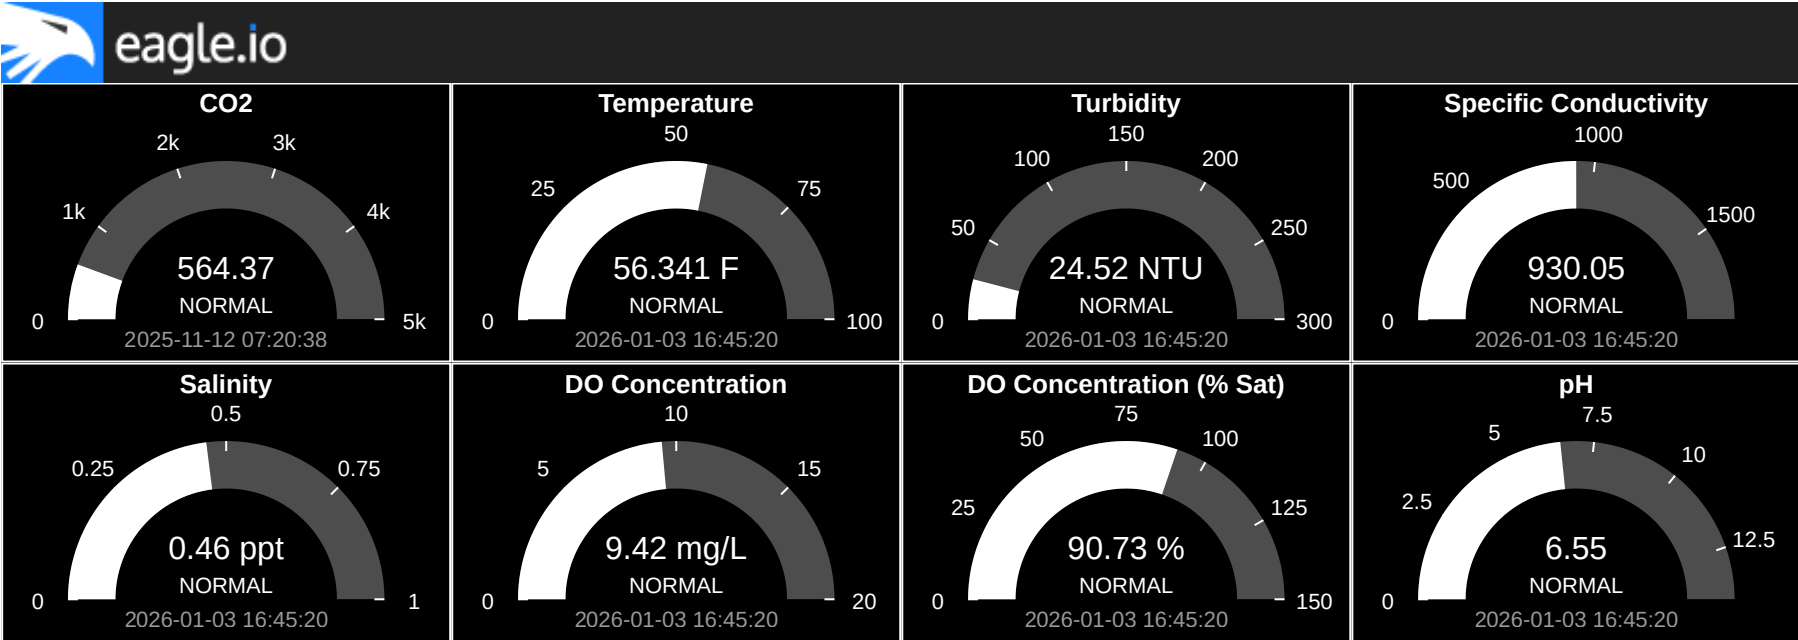 eagle.io
CO2
2k
3k
1k
4k
564.37
NORMAL
0
5k
2025-11-12 07:20:38
Temperature
50
25
75
56.341 F
NORMAL
0
100
2026-01-03 16:45:20
Turbidity
150
100
200
50
250
24.52 NTU
NORMAL
0
300
2026-01-03 16:45:20
Specific Conductivity
1000
500
1500
930.05
NORMAL
0
2026-01-03 16:45:20
Salinity
0.5
0.25
0.75
0.46 ppt
NORMAL
0
1
2026-01-03 16:45:20
DO Concentration
10
5
15
9.42 mg/L
NORMAL
0
20
2026-01-03 16:45:20
DO Concentration (% Sat)
75
50
100
25
125
90.73 %
NORMAL
0
150
2026-01-03 16:45:20
pH
7.5
5
10
2.5
12.5
6.55
NORMAL
0
2026-01-03 16:45:20